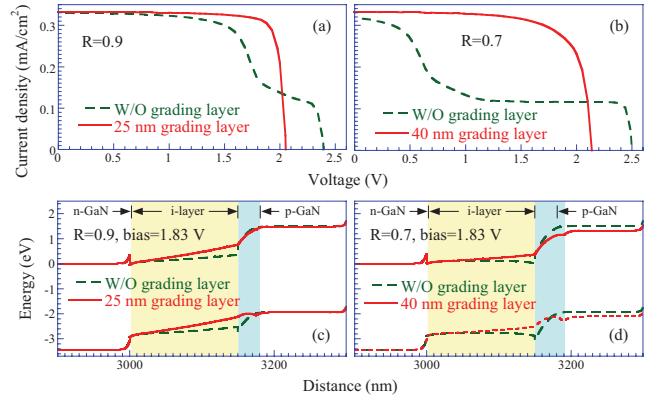 0.4
(a)
(b)
R=0.9
R=0.7
0.3
0.2
0.1
0
Current density (mA/cm²)
W/O grading layer
25 nm grading layer
W/O grading layer
40 nm grading layer
0 0.5 1 1.5 2 2.5 0 0.5 1 1.5 2 2.5
Voltage (V)
n-GaN i-layer p-GaN n-GaN i-layer p-GaN
2
R=0.9, bias=1.83 V
R=0.7, bias=1.83 V
1
0
-1
-2
-3
Energy (eV)
W/O grading layer
25 nm grading layer
W/O grading layer
40 nm grading layer
(c)
(d)
3000 3200 3000 3200
Distance (nm)